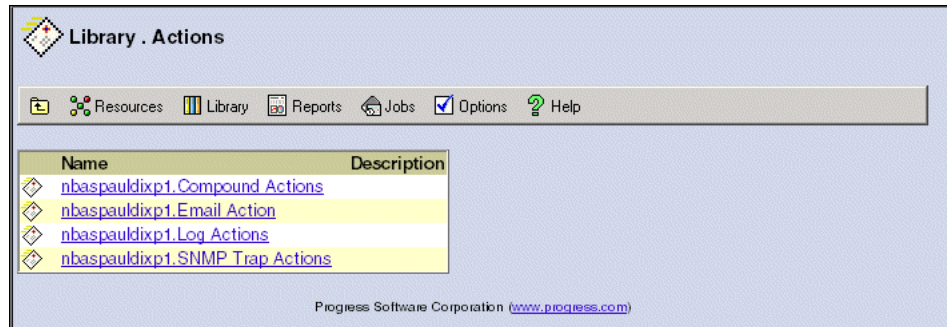 Library . Actions
Resources Library Reports Jobs Options Help
Name Description
nbaspauldixp1.Compound Actions
nbaspauldixp1.Email Action
nbaspauldixp1.Log Actions
nbaspauldixp1.SNMP Trap Actions
Progress Software Corporation (www.progress.com)